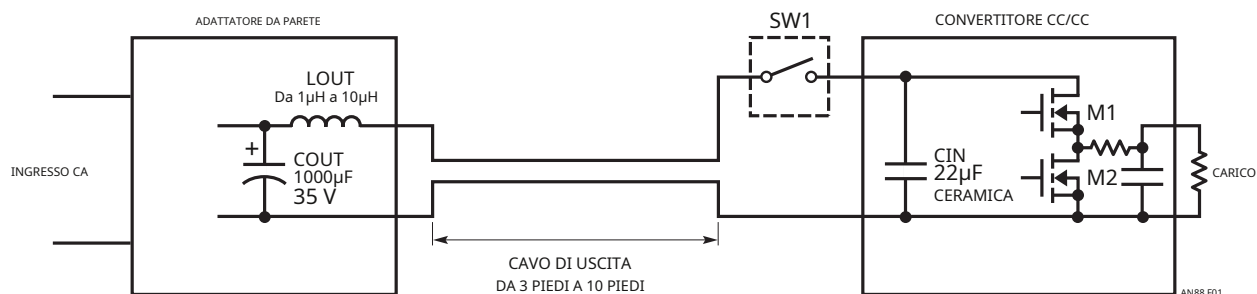 ADATTATORE DA PARETE
SW1
CONVERTITORE CC/CC
LOUT
Da 1µH a 10µH
+
COUT
1000µF
35 V
INGRESSO CA
M1
CIN
22µF
CERAMICA
M2
CARICO
CAVO DI USCITA
DA 3 PIEDI A 10 PIEDI
AN88 F01